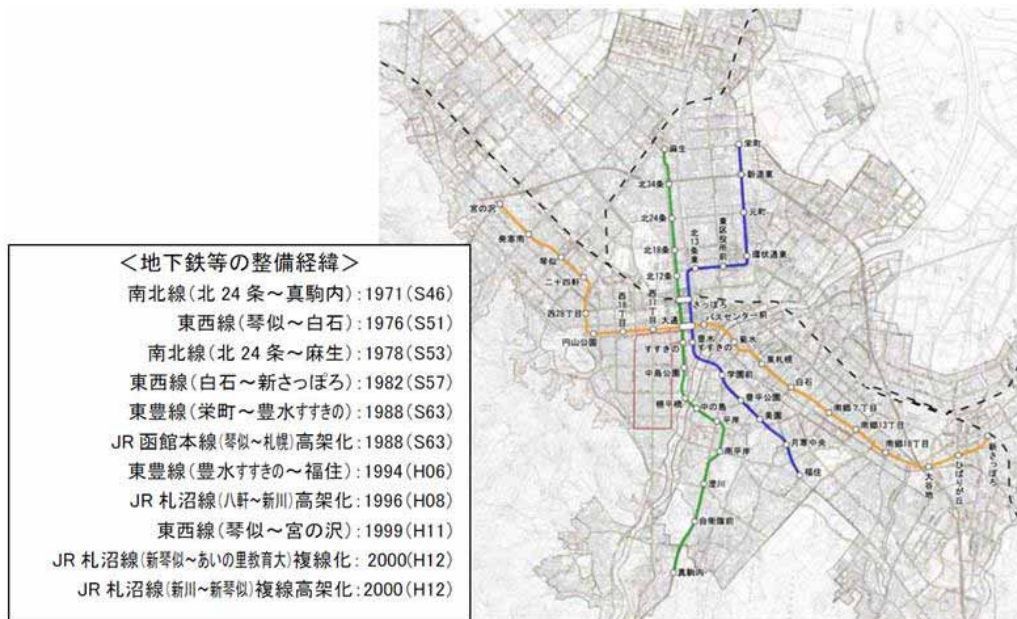 ＜地下鉄等の整備経緯＞
南北線(北24条～真駒内):1971(S46)
東西線(琴似～白石):1976(S51)
南北線(北24条～麻生):1978(S53)
東西線(白石～新さっぽろ):1982(S57)
東豊線(栄町～豊水すすきの):1988(S63)
JR函館本線(琴似～札幌)高架化:1988(S63)
東豊線(豊水すすきの～福住):1994(H06)
JR札沼線(八軒～新川)高架化:1996(H08)
東西線(琴似～宮の沢):1999(H11)
JR札沼線(新琴似～あいの里教育大)複線化:2000(H12)
JR札沼線(新川～新琴似)複線高架化:2000(H12)
麻生
栄町
北34条
新道東
宮の沢
北24条
元町
発寒南
北18条
北13条東
東区役所前
環状通東
琴似
北12条
二十四軒
さっぽろ
西28丁目
西18丁目
西11丁目
大通
バスセンター前
円山公園
すすきの
豊水すすきの
菊水
東札幌
中島公園
学園前
白石
幌平橋
中の島
豊平公園
南郷7丁目
平岸
美園
南郷13丁目
月寒中央
南郷18丁目
新さっぽろ
南平岸
福住
大谷地
ひばりが丘
澄川
自衛隊前
真駒内